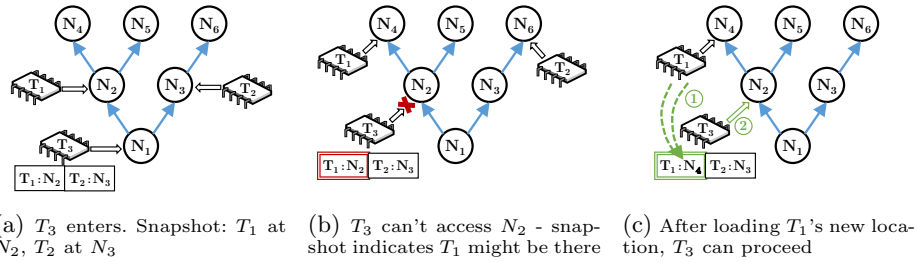 N4 N5 N6
T1 N2 N3 T2
T3 N1
T1:N2 T2:N3
(a) T3 enters. Snapshot: T1 at
N2, T2 at N3
N4 N5 N6
T1 T2
N2 N3
T3 N1
T1:N2 T2:N3
(b) T3 can't access N2 - snap-
shot indicates T1 might be there
N4 N5 N6
T1
① N2 N3
T3 ② N1
T1:N4 T2:N3
(c) After loading T1's new loca-
tion, T3 can proceed